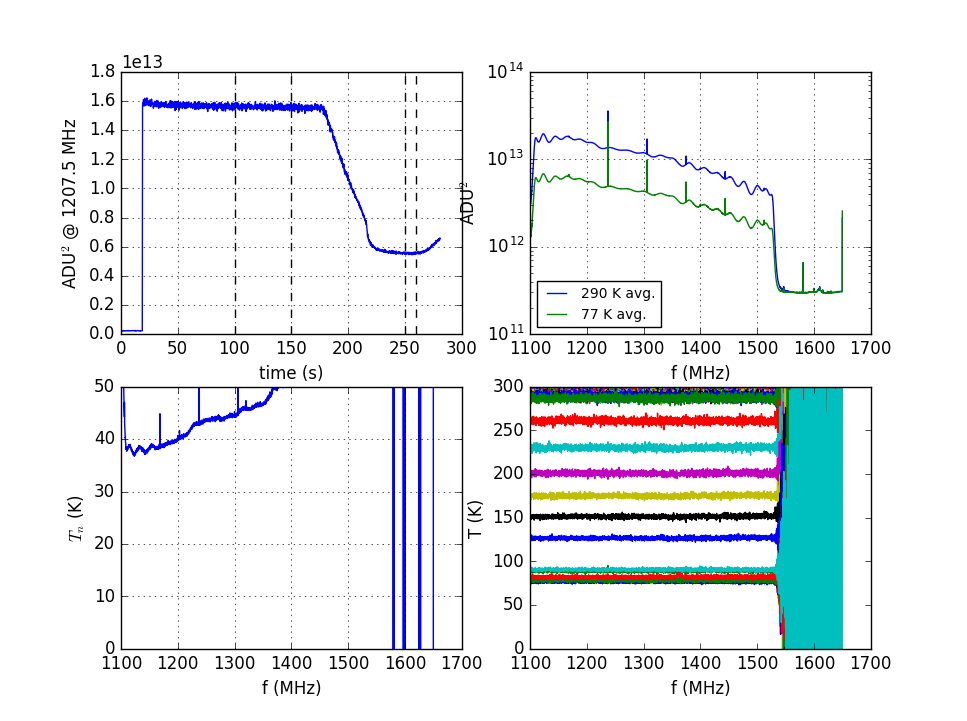 1e13
1.8
1.6
1.4
1.2
1.0
0.8
0.6
0.4
0.2
0.0
ADU² @ 1207.5 MHz
0 50 100 150 200 250 300
time (s)
10¹⁴
10¹³
10¹²
10¹¹
ADU²
290 K avg.
77 K avg.
1100 1200 1300 1400 1500 1600 1700
f (MHz)
50
40
30
20
10
0
Tₙ (K)
1100 1200 1300 1400 1500 1600 1700
f (MHz)
300
250
200
150
100
50
0
T (K)
1100 1200 1300 1400 1500 1600 1700
f (MHz)